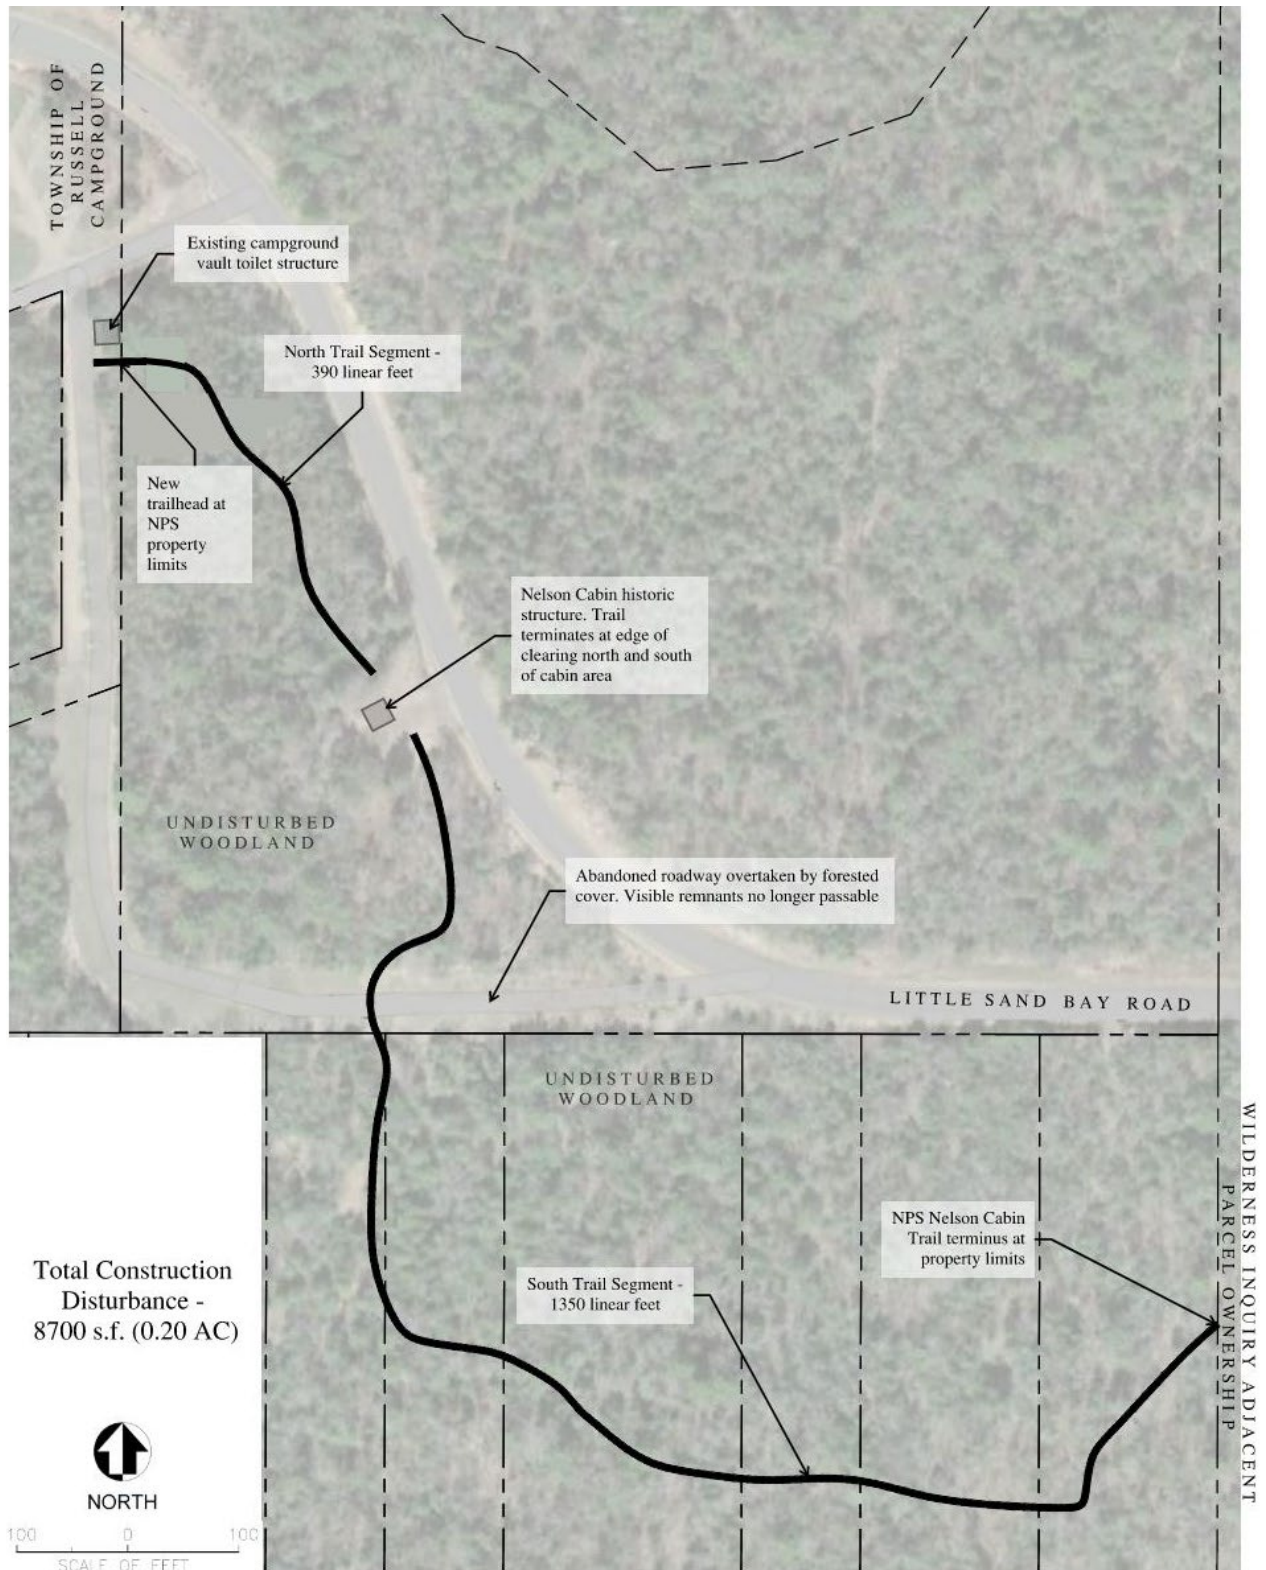 TOWNSHIP OF
RUSSELL
CAMPGROUND
Existing campground
vault toilet structure
North Trail Segment -
390 linear feet
New
trailhead at
NPS
property
limits
Nelson Cabin historic
structure. Trail
terminates at edge of
clearing north and south
of cabin area
UNDISTURBED
WOODLAND
Abandoned roadway overtaken by forested
cover. Visible remnants no longer passable
LITTLE SAND BAY ROAD
UNDISTURBED
WOODLAND
WILDERNESS INQUIRY ADJACENT
PARCEL OWNERSHIP
NPS Nelson Cabin
Trail terminus at
property limits
South Trail Segment -
1350 linear feet
Total Construction
Disturbance -
8700 s.f. (0.20 AC)
NORTH
100 0 100
SCALE OF FEET